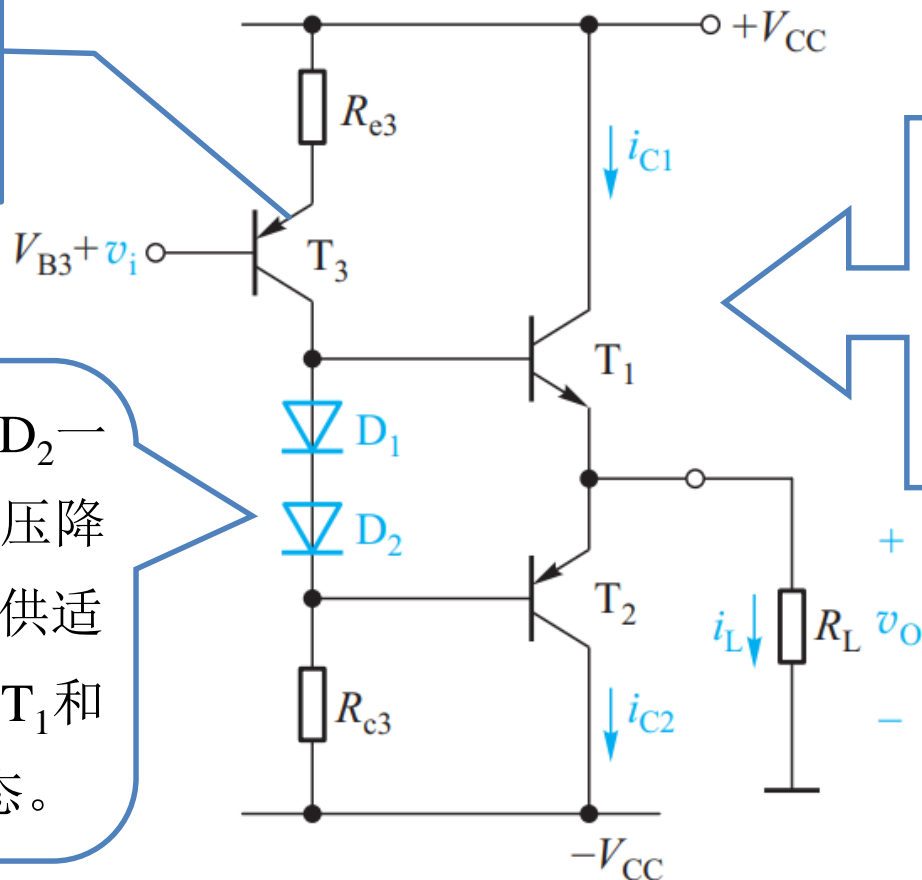 +V_CC
R_e3
i_C1
V_B3+v_i
T_3
T_1
D_2一
D_1
压降
D_2
供适
T_2
i_L
R_L
v_O
+
−
T_1和
R_c3
i_C2
态。
−V_CC